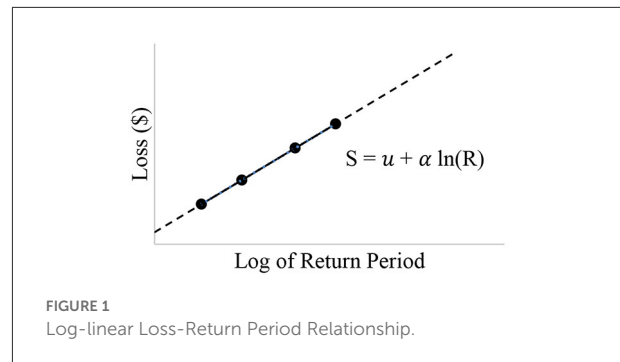 Loss ($)
S = u + α ln(R)
Log of Return Period
FIGURE 1
Log-linear Loss-Return Period Relationship.